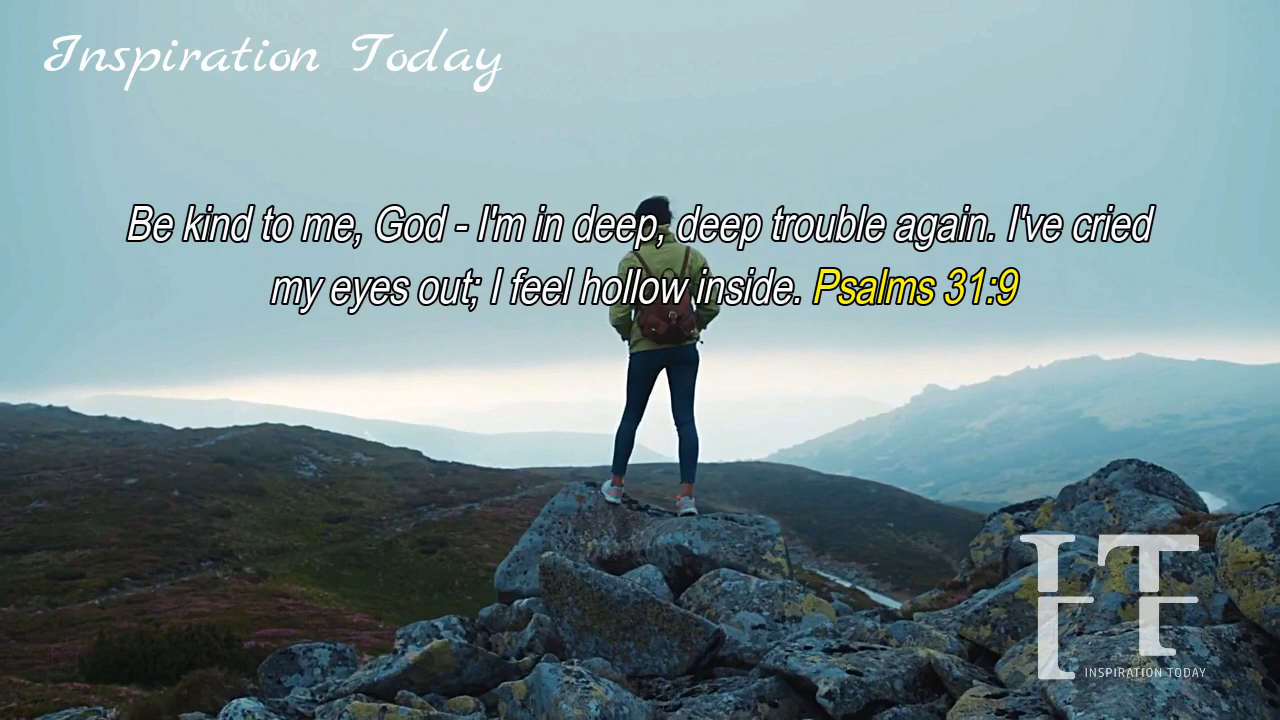 Inspiration Today
Be kind to me, God - I'm in deep, deep trouble again. I've cried
my eyes out; I feel hollow inside. Psalms 31:9
IT
INSPIRATION TODAY